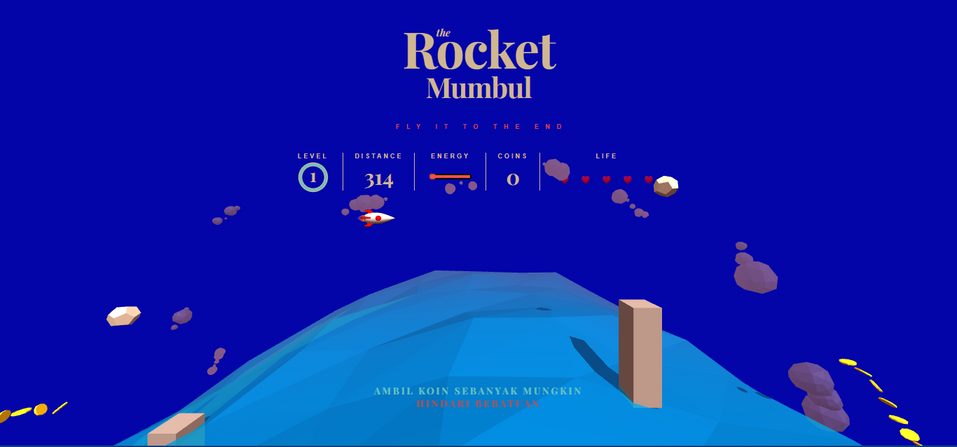 the
Rocket
Mumbul
FLY IT TO THE END
LEVEL DISTANCE ENERGY COINS LIFE
1 314 0
AMBIL KOIN SEBANYAK MUNGKIN
HINDARI BEBATUAN